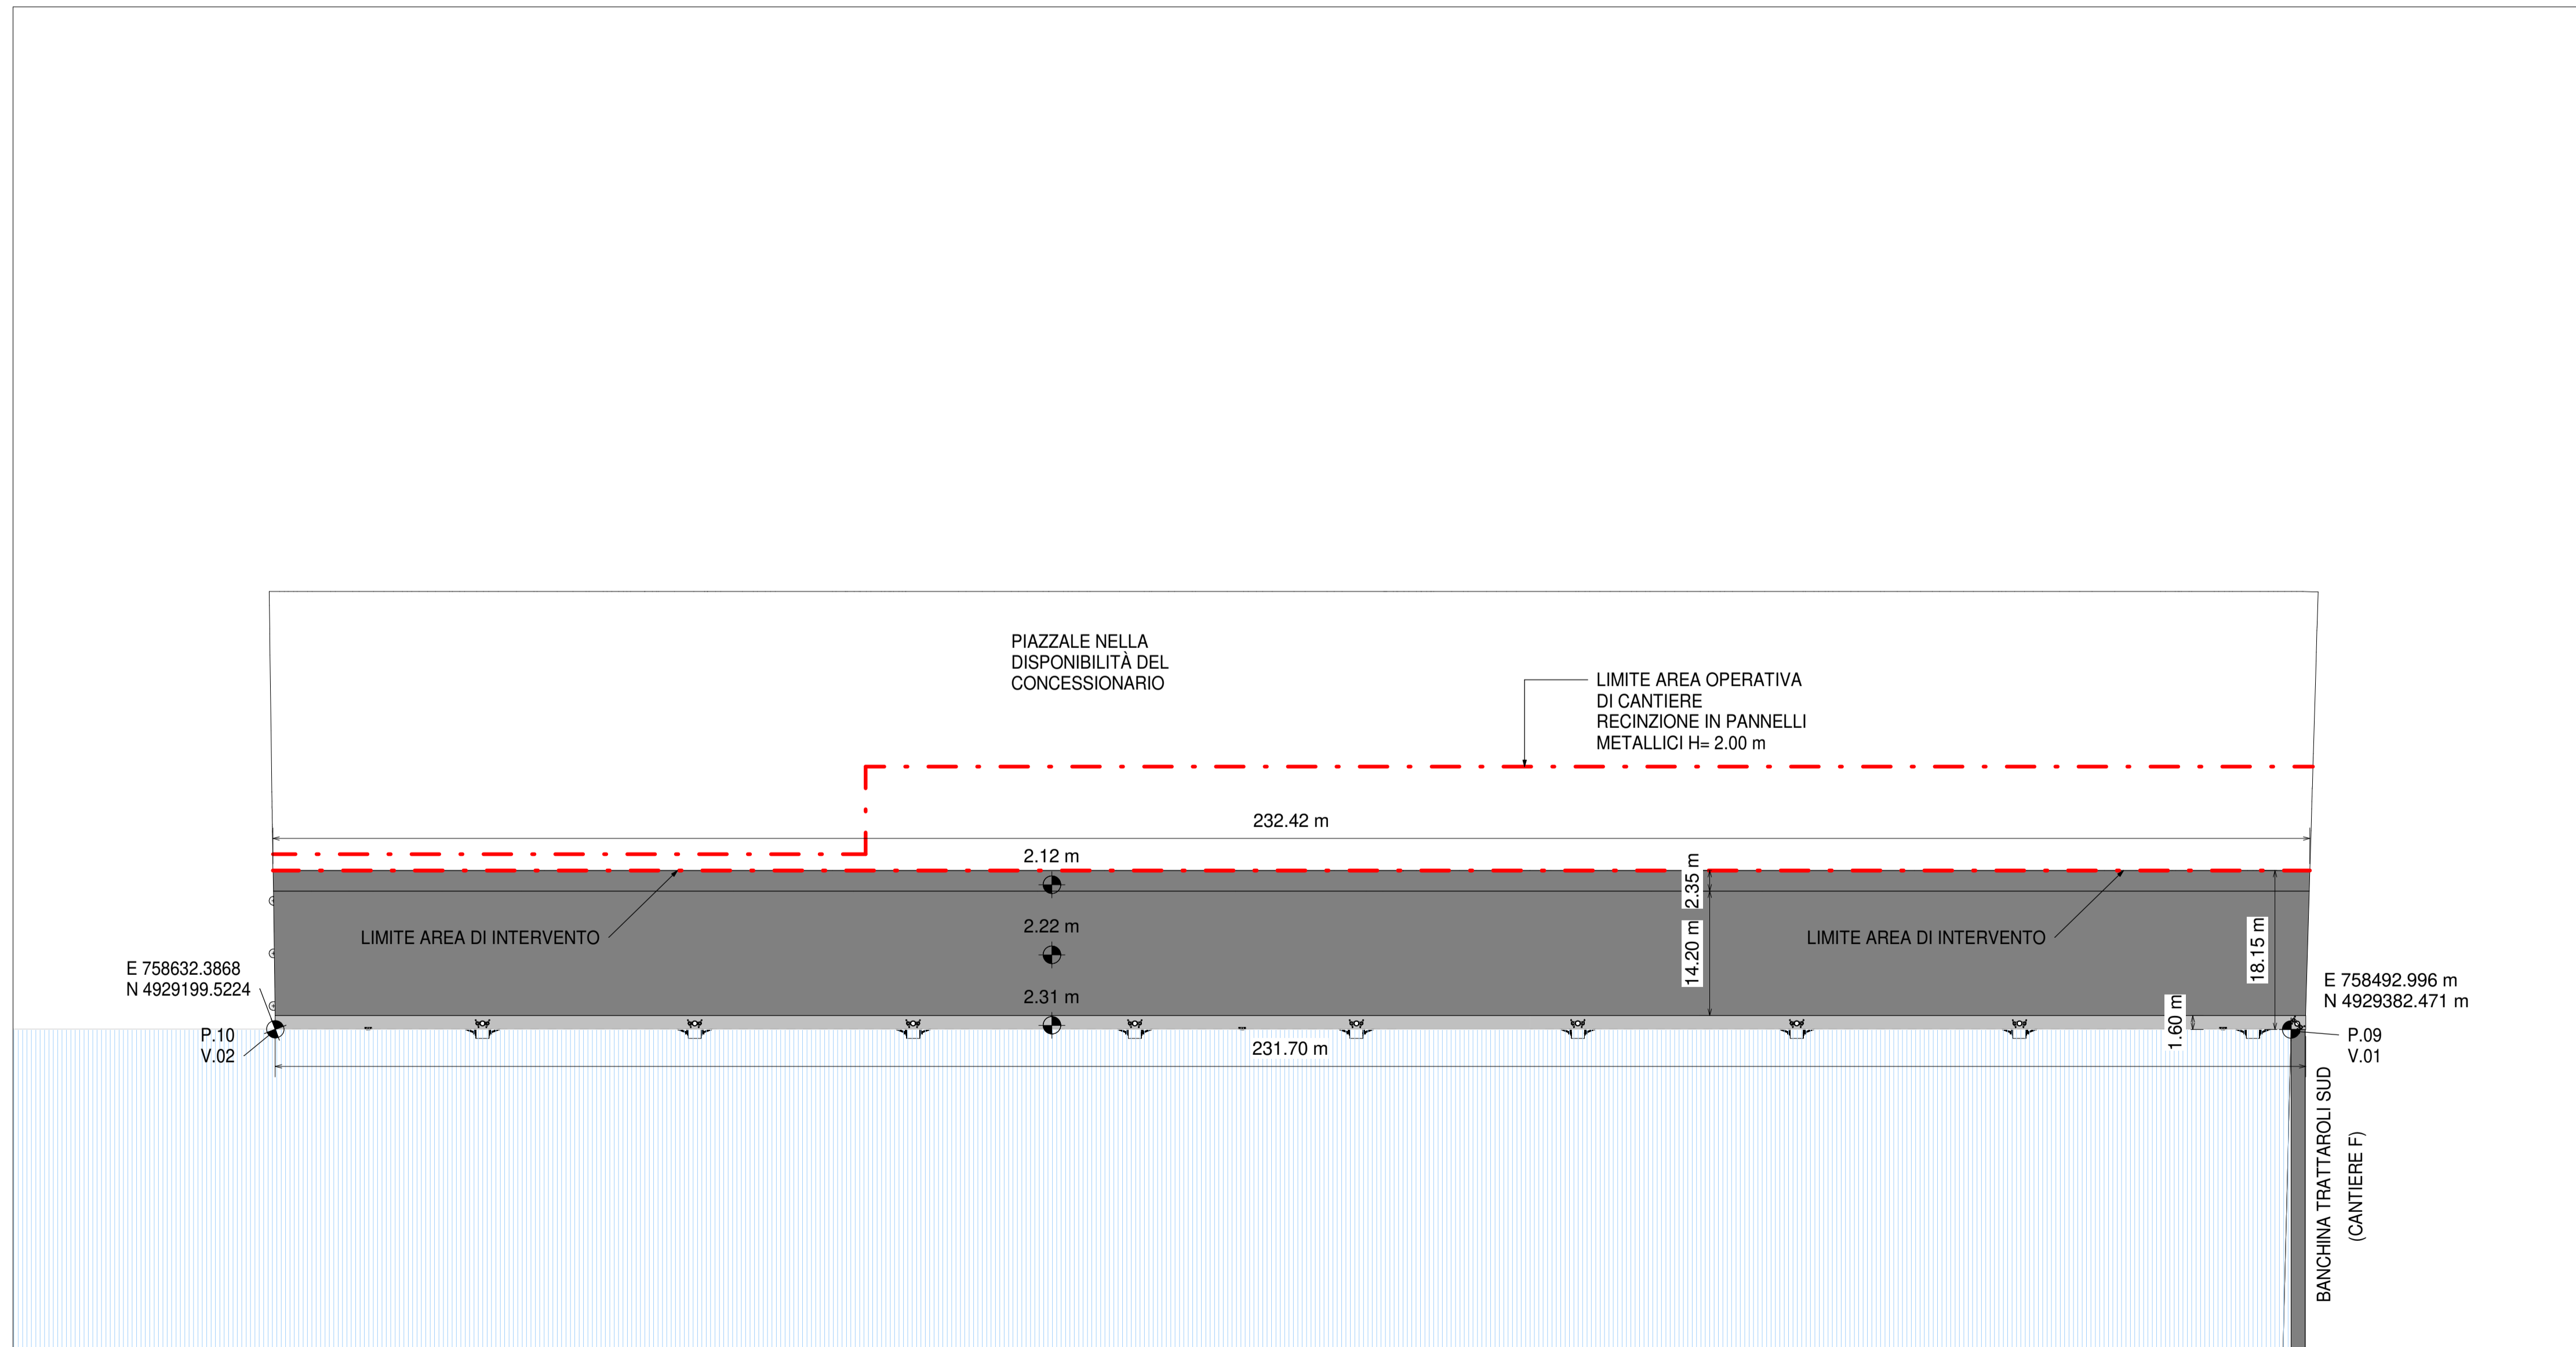 PIAZZALE NELLA
DISPONIBILITÀ DEL
CONCESSIONARIO
LIMITE AREA OPERATIVA
DI CANTIERE
RECINZIONE IN PANNELLI
METALLICI H= 2.00 m
232.42 m
2.12 m
2.35 m
2.22 m
LIMITE AREA DI INTERVENTO
14.20 m
LIMITE AREA DI INTERVENTO
18.15 m
E 758632.3868
N 4929199.5224
2.31 m
1.60 m
E 758492.996 m
N 4929382.471 m
P.10
V.02
231.70 m
P.09
V.01
BANCHINA TRATTAROLI SUD
(CANTIERE F)